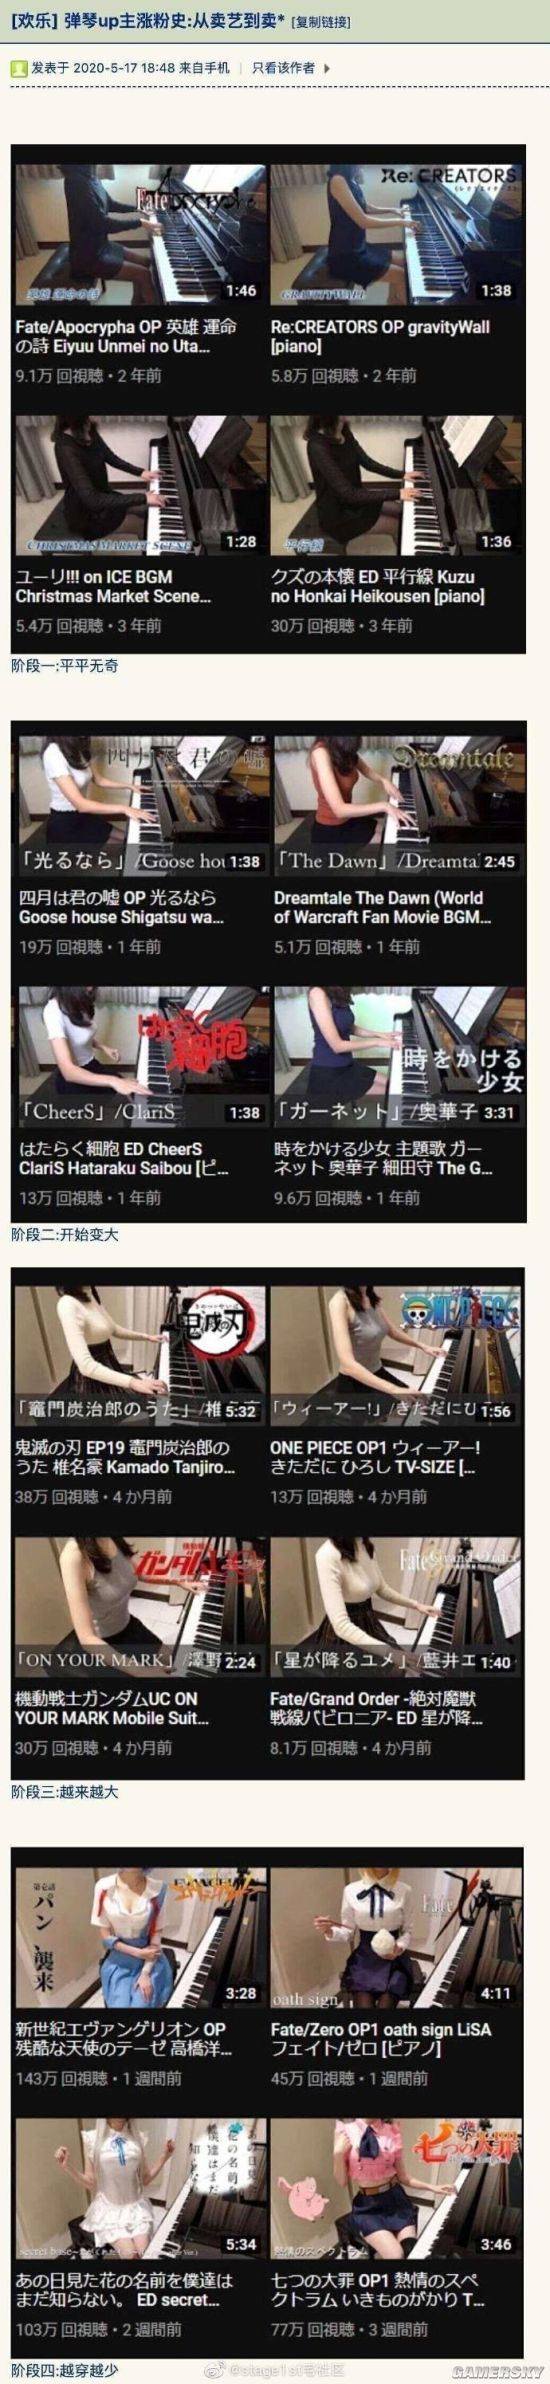 [欢乐] 弹琴up主涨粉史:从卖艺到卖* [复制链接]
发表于 2020-5-17 18:48 来自手机 | 只看该作者
Fate/Apocrypha
英雄 運命の詩
1:46
Re:CREATORS
GRAVITYWALL
1:38
Fate/Apocrypha OP 英雄 運命
の詩 Eiyuu Unmei no Uta...
9.1万 回視聴・2 年前
Re:CREATORS OP gravityWall
[piano]
5.8万 回視聴・2 年前
CHRISTMAS MARKET SCENE
1:28
平行線
1:36
ユーリ!!! on ICE BGM
Christmas Market Scene...
5.4万 回視聴・3 年前
クズの本懐 ED 平行線 Kuzu
no Honkai Heikousen [piano]
30万 回視聴・3 年前
阶段一:平平无奇
四月は君の嘘
「光るなら」/Goose hou
1:38
Dreamtale
「The Dawn」/Dreamta
2:45
四月は君の嘘 OP 光るなら
Goose house Shigatsu wa...
19万 回視聴・1 年前
Dreamtale The Dawn (World
of Warcraft Fan Movie BGM...
5.1万 回視聴・1 年前
はたらく
細胞
「CheerS」/ClariS
1:38
時をかける
少女
「ガーネット」/奥華子
3:31
はたらく細胞 ED CheerS
ClariS Hataraku Saibou [ピ...
13万 回視聴・1 年前
時をかける少女 主題歌 ガー
ネット 奥華子 細田守 The G...
9.6万 回視聴・1 年前
阶段二:开始变大
鬼滅の刃
「竈門炭治郎のうた」/椎
5:32
ONE PIECE
「ウィーアー!」/きただにひ
1:56
鬼滅の刃 EP19 竈門炭治郎の
うた 椎名豪 Kamado Tanjiro...
38万 回視聴・4 か月前
ONE PIECE OP1 ウィーアー!
きただに ひろし TV-SIZE [...
13万 回視聴・4 か月前
機動戦士
ガンダムUC
「ON YOUR MARK」/澤野
2:24
Fate Grand Order
「星が降るユメ」/藍井エ
1:40
機動戦士ガンダムUC ON
YOUR MARK Mobile Suit...
30万 回視聴・4 か月前
Fate/Grand Order -絶対魔獣
戦線バビロニア- ED 星が降...
8.1万 回視聴・4 か月前
阶段三:越来越大
第壱話
パン、襲来
3:28
Fate
oath sign
4:11
新世紀エヴァンゲリオン OP
残酷な天使のテーゼ 高橋洋...
143万 回視聴・1 週間前
Fate/Zero OP1 oath sign LiSA
フェイト/ゼロ [ピアノ]
45万 回視聴・2 週間前
あの日見た
花の名前を
僕達はまだ
知らない。
5:34
七つの大罪
熱情のスペクトラム
3:46
あの日見た花の名前を僕達は
まだ知らない。 ED secret...
103万 回視聴・2 週間前
七つの大罪 OP1 熱情のスペ
クトラム いきものがかり T...
77万 回視聴・3 週間前
阶段四:越穿越少
@stage1st宅社区
GAMERSKY